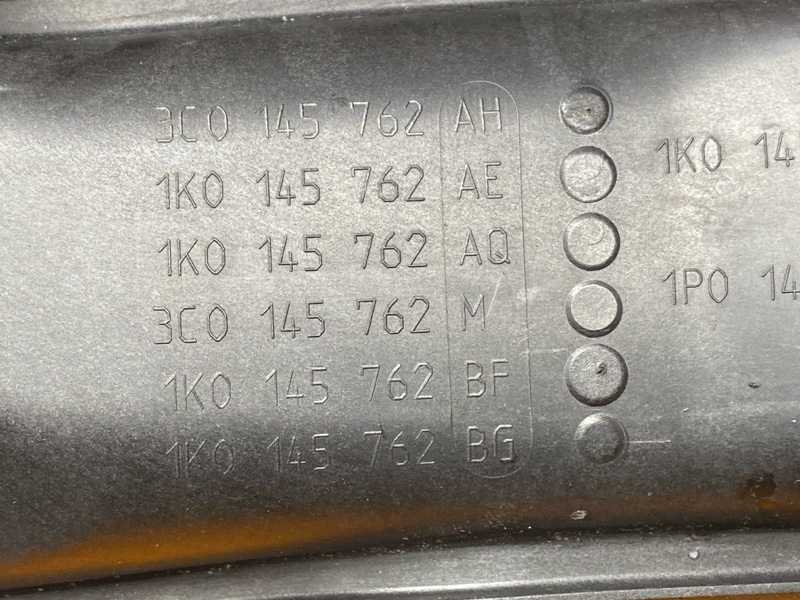 3C0 145 762 AH
1K0 145 762 AE
1K0 145 762 AQ
3C0 145 762 M
1K0 145 762 BF
1K0 145 762 BG
1K0 14
1P0 14